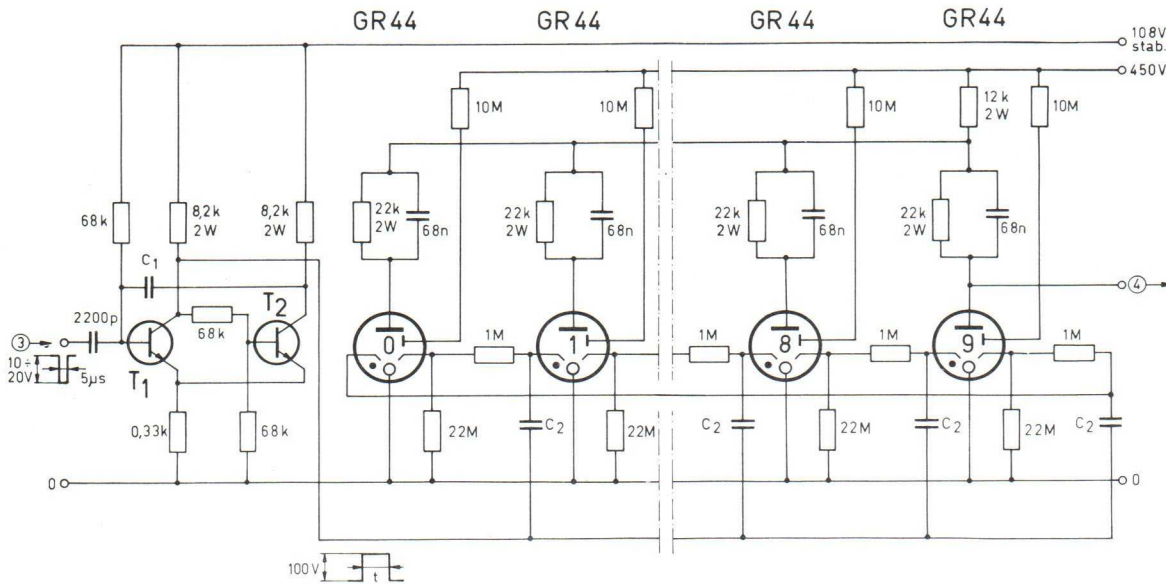 GR44 GR44 GR44 GR44
108V
stab.
450V
10M 10M 10M 12k
2W 10M
68k 8,2k
2W 8,2k
2W 22k
2W 68n 22k
2W 68n 22k
2W 68n 22k
2W 68n
C1
T2
4
3 2200p 68k 0 1M 1 1M 8 1M 9 1M
10÷
20V 5µs T1
0,33k 68k 22M C2 22M C2 22M C2 22M C2
0 0
100V t